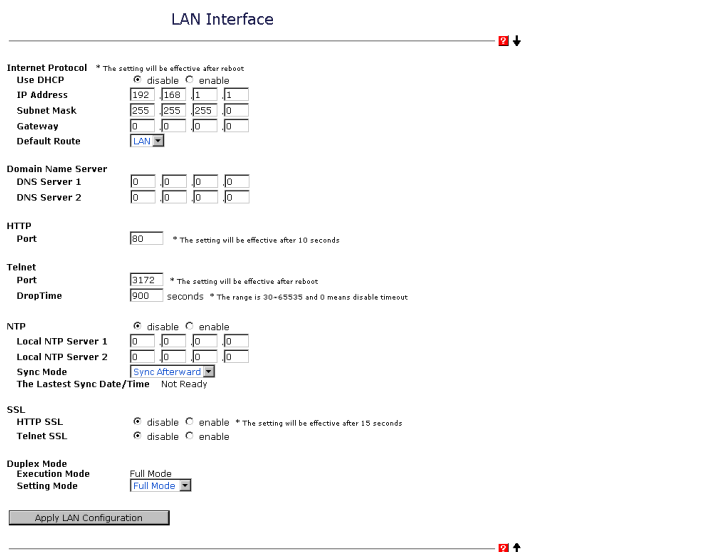 LAN Interface
?
Internet Protocol * The setting will be effective after reboot
Use DHCP disable enable
IP Address 192 .168 .1 .1
Subnet Mask 255 .255 .255 .0
Gateway 0 .0 .0 .0
Default Route LAN
Domain Name Server
DNS Server 1 0 .0 .0 .0
DNS Server 2 0 .0 .0 .0
HTTP
Port 80 * The setting will be effective after 10 seconds
Telnet
Port 3172 * The setting will be effective after reboot
DropTime 900 seconds * The range is 30~65535 and 0 means disable timeout
NTP disable enable
Local NTP Server 1 0 .0 .0 .0
Local NTP Server 2 0 .0 .0 .0
Sync Mode Sync Afterward
The Lastest Sync Date/Time Not Ready
SSL
HTTP SSL disable enable * The setting will be effective after 15 seconds
Telnet SSL disable enable
Duplex Mode
Execution Mode Full Mode
Setting Mode Full Mode
Apply LAN Configuration
?